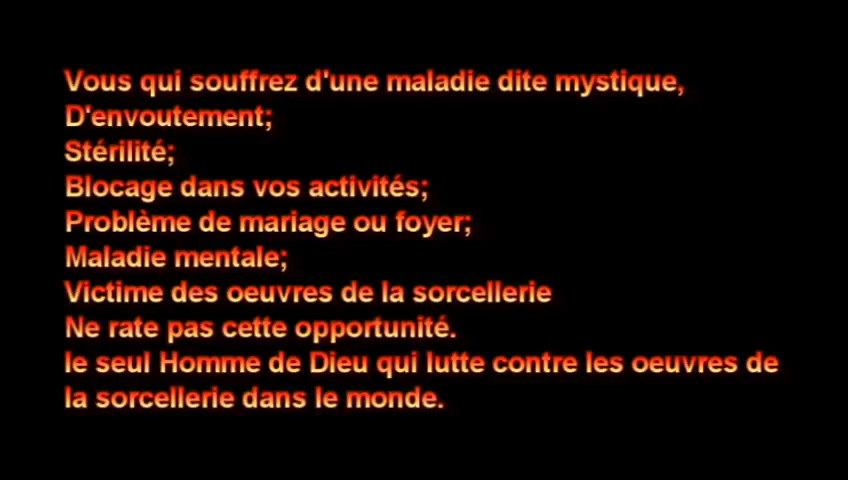 Vous qui souffrez d'une maladie dite mystique,
D'envoutement;
Stérilité;
Blocage dans vos activités;
Problème de mariage ou foyer;
Maladie mentale;
Victime des oeuvres de la sorcellerie
Ne rate pas cette opportunité.
le seul Homme de Dieu qui lutte contre les oeuvres de
la sorcellerie dans le monde.